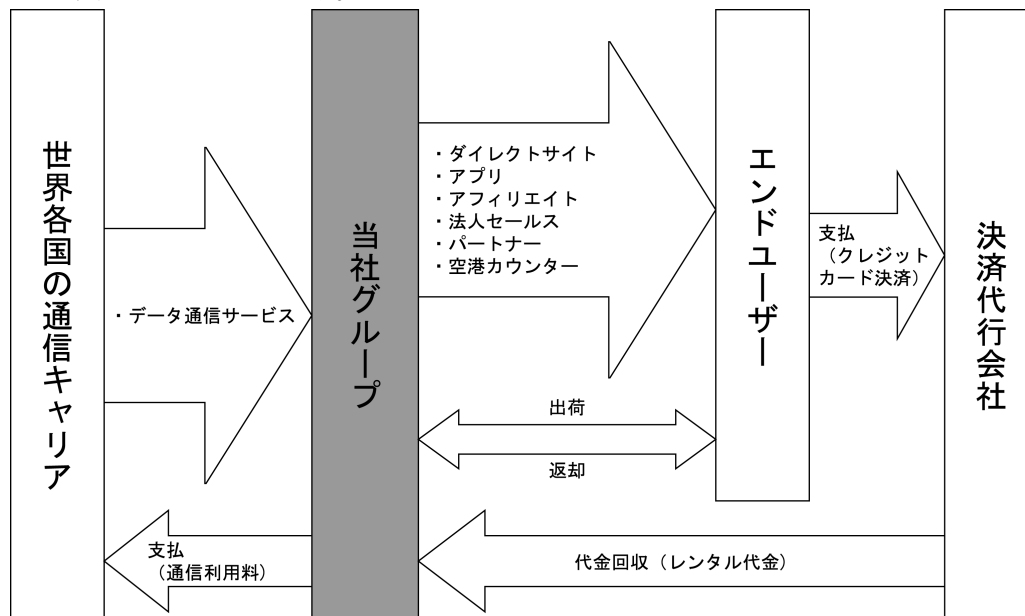 世界各国の通信キャリア
・データ通信サービス
支払
（通信利用料）
当社グループ
・ダイレクトサイト
・アプリ
・アフィリエイト
・法人セールス
・パートナー
・空港カウンター
出荷
返却
代金回収（レンタル代金）
エンドユーザー
支払
（クレジット
カード決済）
決済代行会社